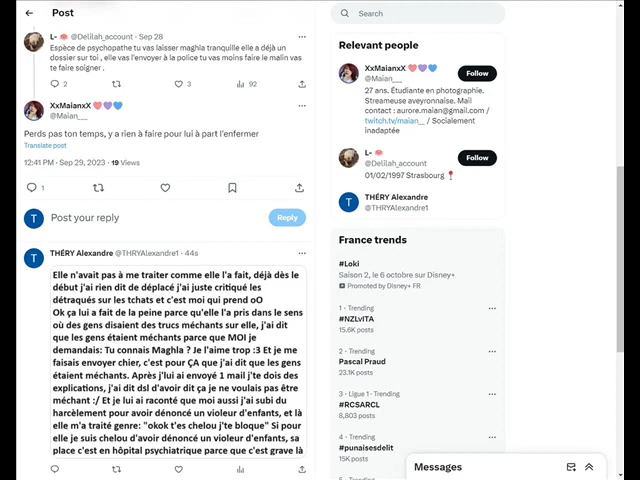 Post
L- @Delilah_account · Sep 28
Espèce de psychopathe tu vas laisser maghla tranquille elle a déjà un
dossier sur toi , elle vas l'envoyer à la police tu vas moins faire le malin vas
te faire soigner .
2
3
92
XxMaianxX
@Maian___
Perds pas ton temps, y a rien à faire pour lui à part l'enfermer
Translate post
12:41 PM · Sep 29, 2023 · 19 Views
1
T
Post your reply
Reply
T
THÉRY Alexandre @THRYAlexandre1 · 44s
Elle n'avait pas à me traiter comme elle l'a fait, déjà dès le
début j'ai rien dit de déplacé j'ai juste critiqué les
détraqués sur les tchats et c'est moi qui prend oO
Ok ça lui a fait de la peine parce qu'elle l'a pris dans le sens
où des gens disaient des trucs méchants sur elle, j'ai dit
que les gens étaient méchants parce que MOI je
demandais: Tu connais Maghla ? Je l'aime trop :3 Et je me
faisais envoyer chier, c'est pour ÇA que j'ai dit que les gens
étaient méchants. Après j'lui ai envoyé 1 mail j'te dois des
explications, j'ai dit dsl d'avoir dit ça je ne voulais pas être
méchant :/ Et je lui ai raconté que moi aussi j'ai subi du
harcèlement pour avoir dénoncé un violeur d'enfants, et là
elle m'a traité genre: "okok t'es chelou j'te bloque" Si pour
elle je suis chelou d'avoir dénoncé un violeur d'enfants, sa
place c'est en hôpital psychiatrique parce que c'est grave là
Search
Relevant people
XxMaianxX
@Maian___
Follow
27 ans. Étudiante en photographie.
Streameuse aveyronnaise. Mail
contact : aurore.maian@gmail.com /
twitch.tv/maian__ / Socialement
inadaptée
L-
@Delilah_account
Follow
01/02/1997 Strasbourg
T
THÉRY Alexandre
@THRYAlexandre1
France trends
#Loki
Saison 2, le 6 octobre sur Disney+
Promoted by Disney+ FR
1 · Trending
#NZLvITA
15.6K posts
2 · Trending
Pascal Praud
23.1K posts
3 · Ligue 1 · Trending
#RCSARCL
8,803 posts
4 · Trending
#punaisesdelit
15K posts
Messages